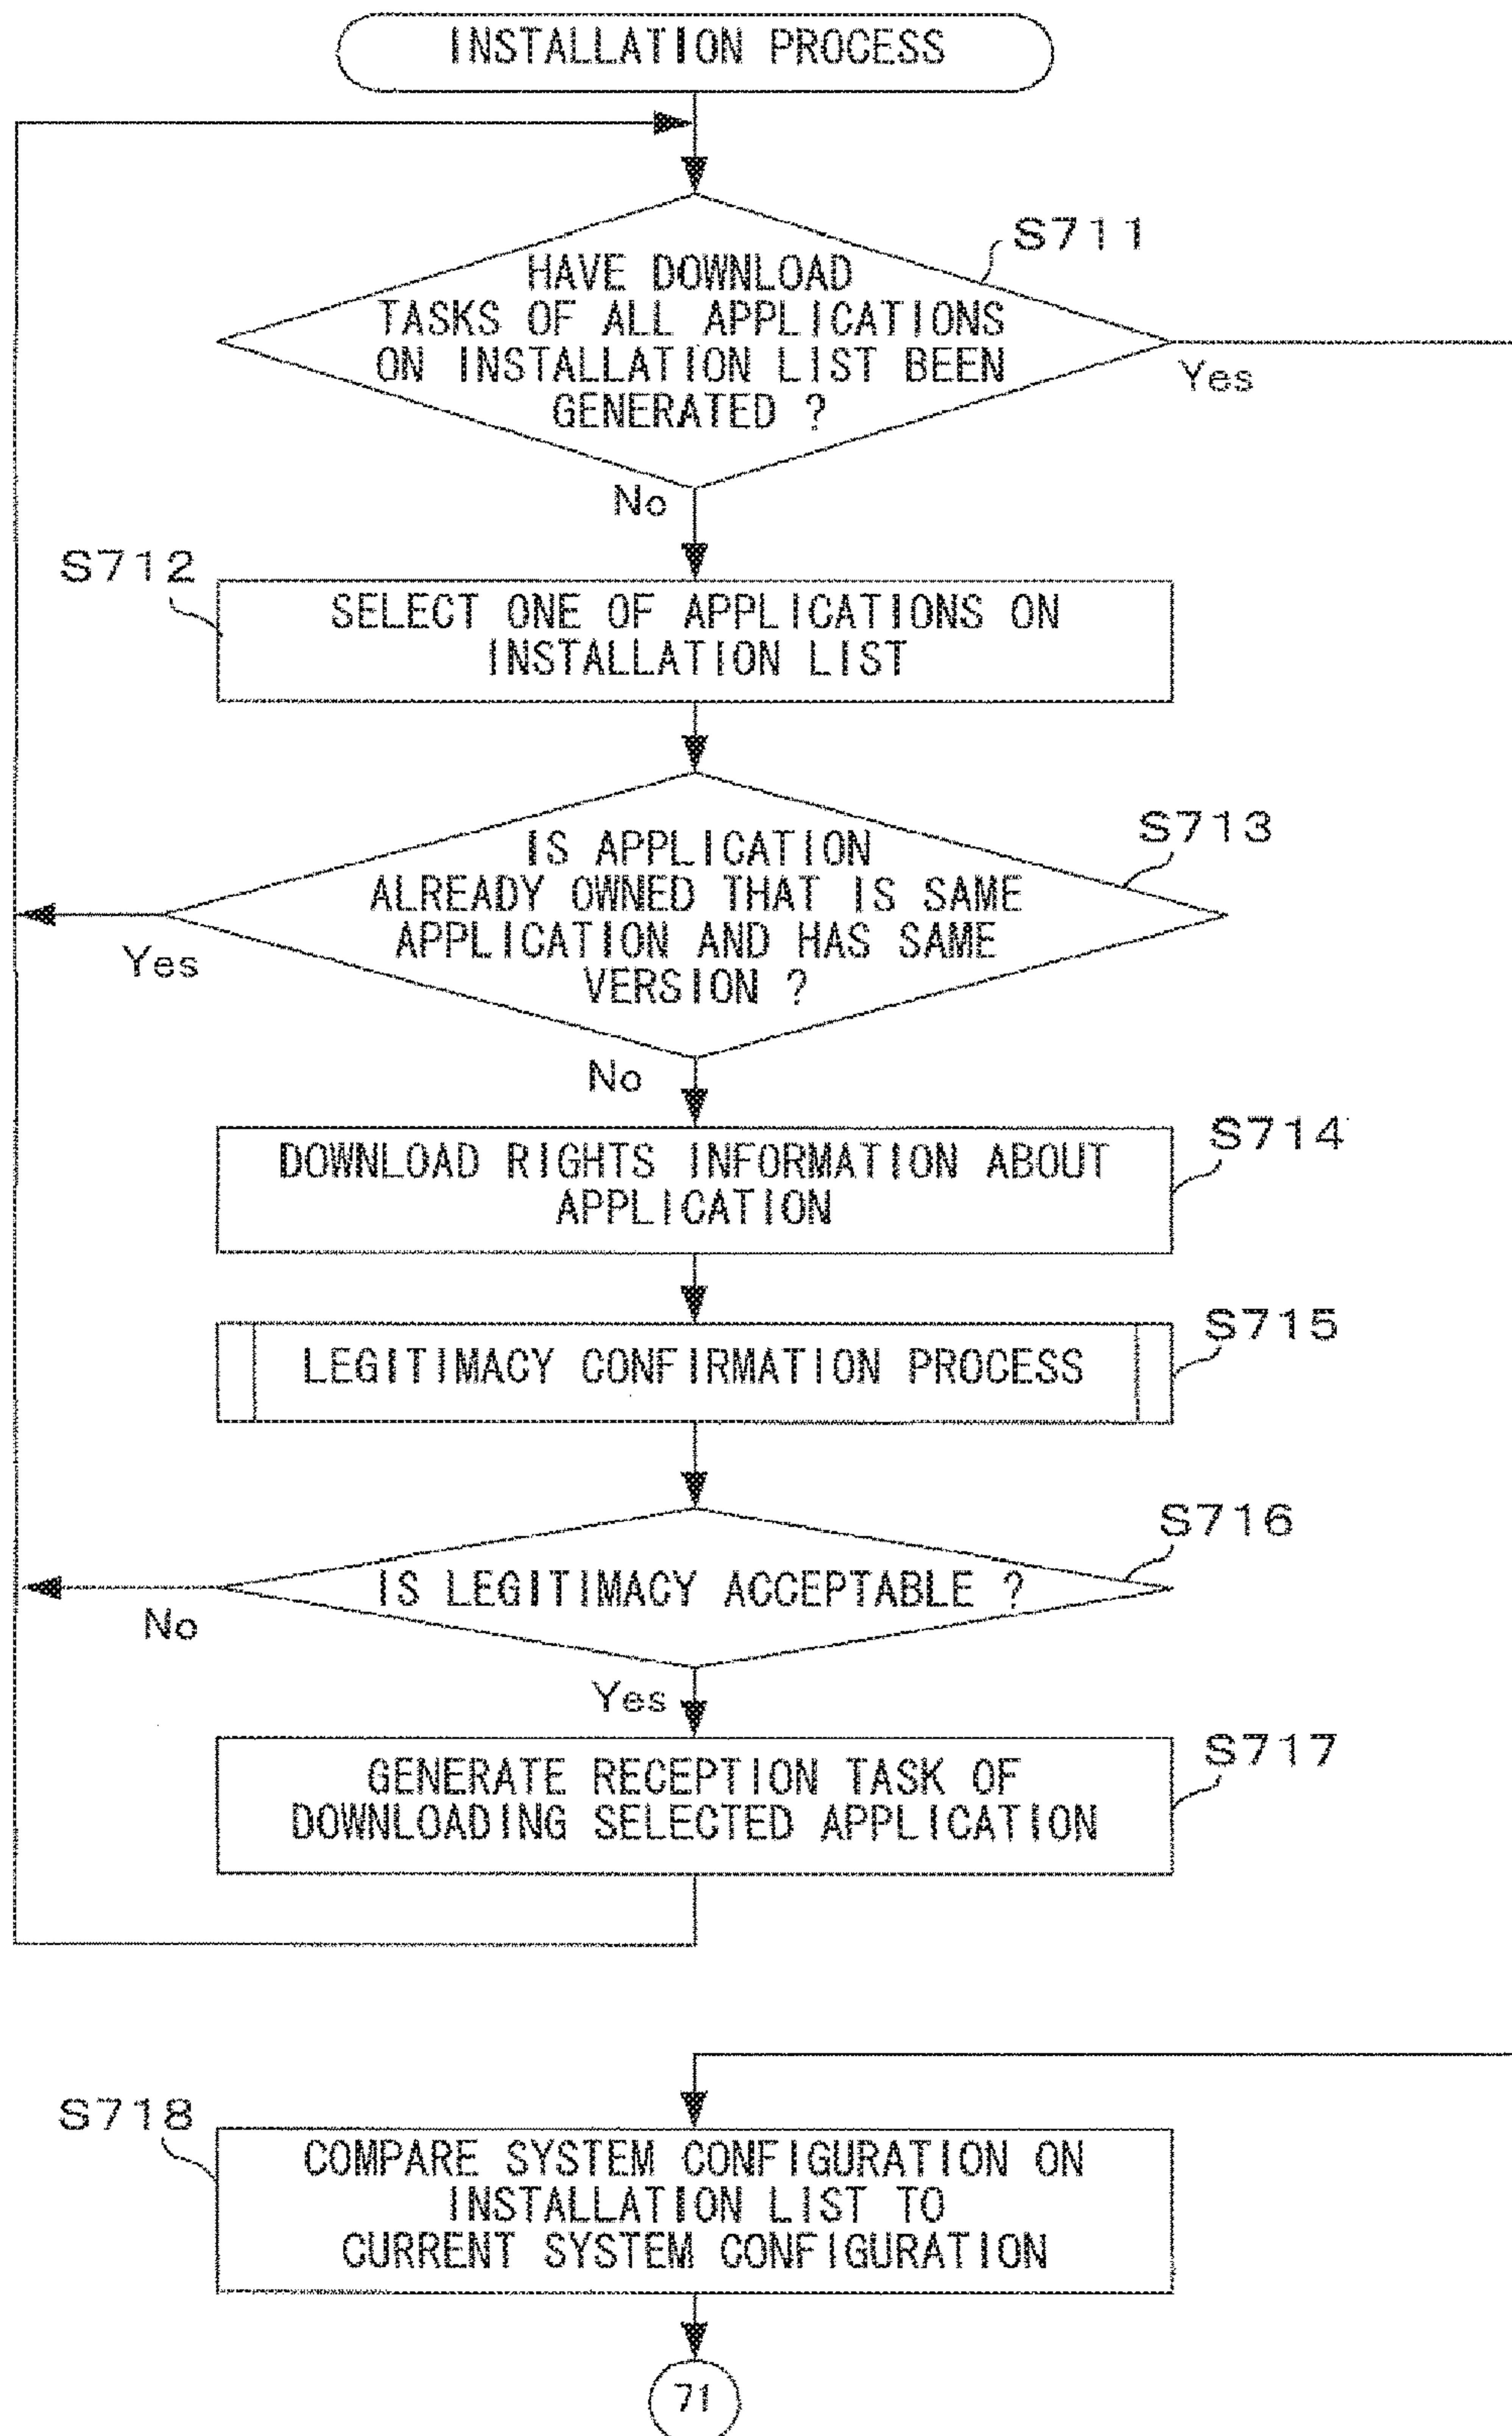 INSTALLATION PROCESS
S711
HAVE DOWNLOAD
TASKS OF ALL APPLICATIONS
ON INSTALLATION LIST BEEN
GENERATED ?
Yes
No
S712
SELECT ONE OF APPLICATIONS ON
INSTALLATION LIST
S713
IS APPLICATION
ALREADY OWNED THAT IS SAME
APPLICATION AND HAS SAME
VERSION ?
Yes
No
S714
DOWNLOAD RIGHTS INFORMATION ABOUT
APPLICATION
S715
LEGITIMACY CONFIRMATION PROCESS
S716
IS LEGITIMACY ACCEPTABLE ?
No
Yes
S717
GENERATE RECEPTION TASK OF
DOWNLOADING SELECTED APPLICATION
S718
COMPARE SYSTEM CONFIGURATION ON
INSTALLATION LIST TO
CURRENT SYSTEM CONFIGURATION
71